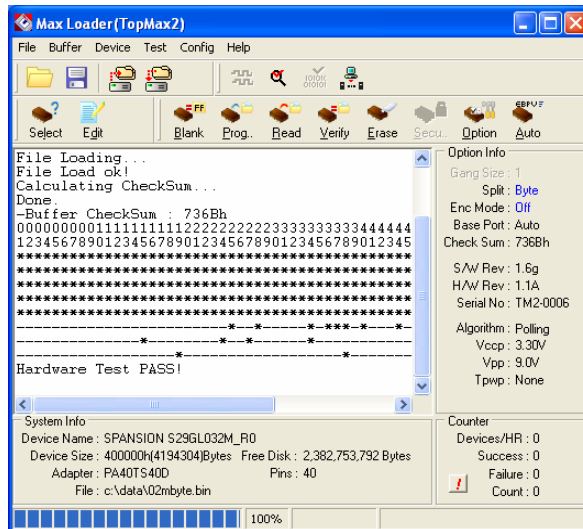 Max Loader(TopMax2)
File Buffer Device Test Config Help
Select Edit Blank Prog.. Read Verify Erase Secu.. Option Auto
File Loading...
File Load ok!
Calculating CheckSum...
Done.
-Buffer CheckSum : 736Bh
000000000111111111122222222223333333333444444
123456789012345678901234567890123456789012345
*********************************************
*********************************************
*********************************************
*********************************************
*********************************************
------------------------*--*-----*-***-*---*-
--------------*--------*--*------*---------*-
------------------*------------------*-------
Hardware Test PASS!
Option Info
Gang Size : 1
Split : Byte
Enc Mode : Off
Base Port : Auto
Check Sum : 736Bh
S/W Rev : 1.6g
H/W Rev : 1.1A
Serial No : TM2-0006
Algorithm : Polling
Vccp : 3.30V
Vpp : 9.0V
Tpwp : None
System Info
Device Name : SPANSION S29GL032M_R0
Device Size : 400000h(4194304)Bytes Free Disk : 2,382,753,792 Bytes
Adapter : PA40TS40D Pins : 40
File : c:\data\02mbyte.bin
Counter
Devices/HR : 0
Success : 0
Failure : 0
Count : 0
100%